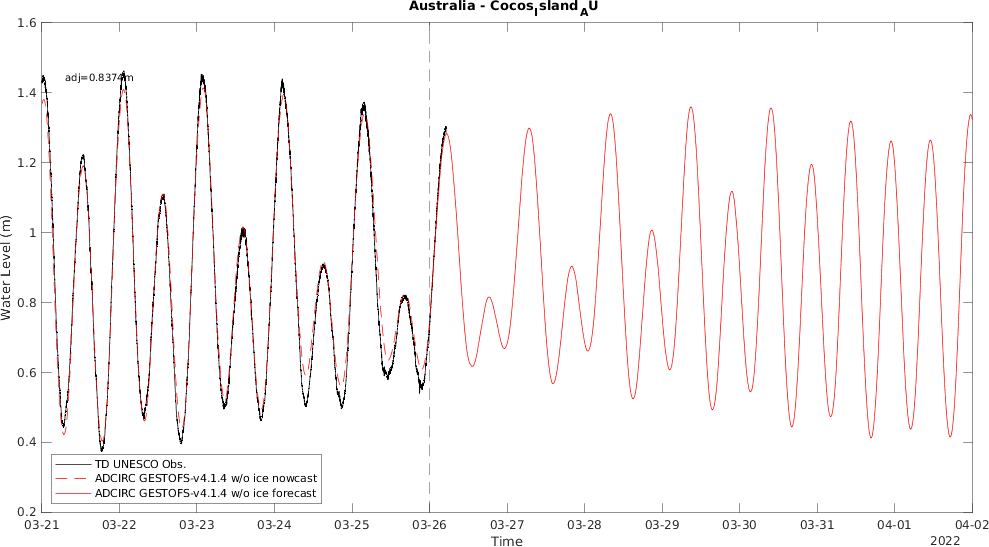 Australia - Cocos_Island_AU
adj=0.8374m
Water Level (m)
1.6
1.4
1.2
1
0.8
0.6
0.4
0.2
TD UNESCO Obs.
ADCIRC GESTOFS-v4.1.4 w/o ice nowcast
ADCIRC GESTOFS-v4.1.4 w/o ice forecast
03-21 03-22 03-23 03-24 03-25 03-26 03-27 03-28 03-29 03-30 03-31 04-01 04-02
Time
2022